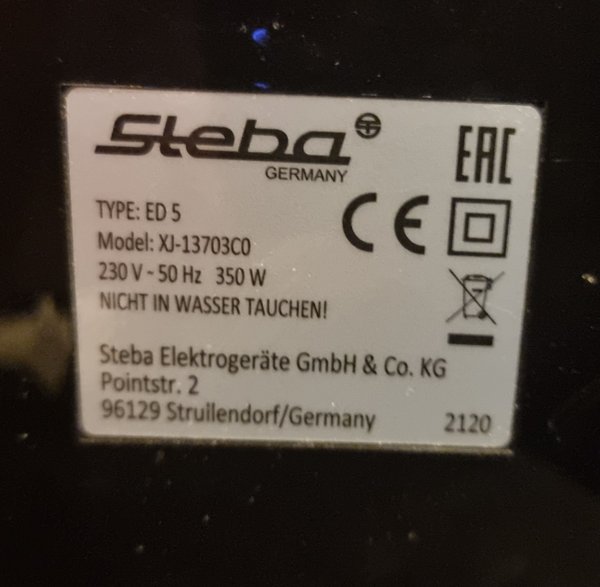 Steba
GERMANY
EAC
TYPE: ED 5
CE
Model: XJ-13703C0
230 V ~ 50 Hz 350 W
NICHT IN WASSER TAUCHEN!
Steba Elektrogeräte GmbH & Co. KG
Pointstr. 2
96129 Strullendorf/Germany
2120